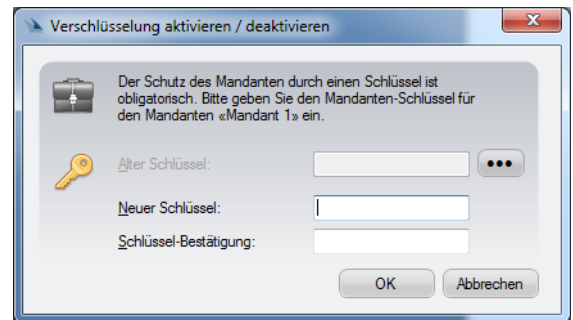 Verschlüsselung aktivieren / deaktivieren
Der Schutz des Mandanten durch einen Schlüssel ist
obligatorisch. Bitte geben Sie den Mandanten-Schlüssel für
den Mandanten «Mandant 1» ein.
Alter Schlüssel:
Neuer Schlüssel:
Schlüssel-Bestätigung:
OK Abbrechen